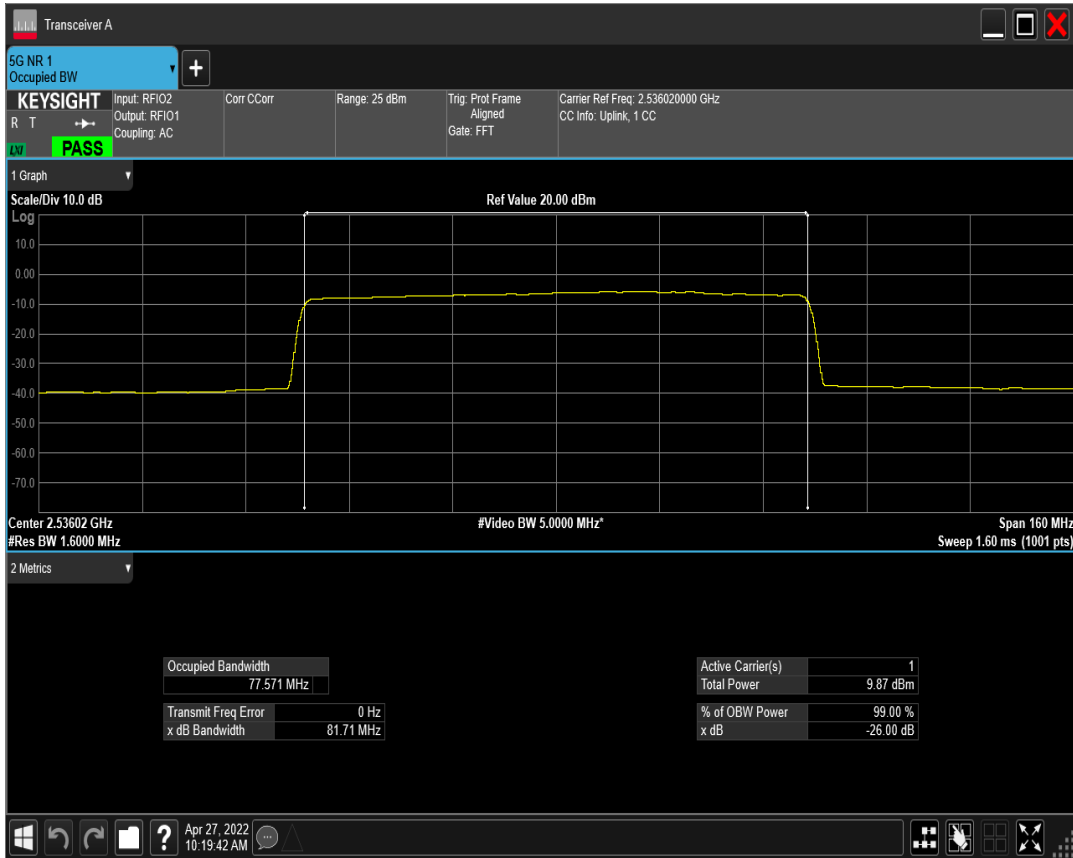 Transceiver A
5G NR 1
Occupied BW
+
KEYSIGHT
R T
LXI
PASS
Input: RFIO2
Output: RFIO1
Coupling: AC
Corr CCorr
Range: 25 dBm
Trig: Prot Frame
Aligned
Gate: FFT
Carrier Ref Freq: 2.536020000 GHz
CC Info: Uplink, 1 CC
1 Graph
Scale/Div 10.0 dB
Ref Value 20.00 dBm
Log
10.0
0.00
-10.0
-20.0
-30.0
-40.0
-50.0
-60.0
-70.0
Center 2.53602 GHz
#Video BW 5.0000 MHz*
Span 160 MHz
#Res BW 1.6000 MHz
Sweep 1.60 ms (1001 pts)
2 Metrics
Occupied Bandwidth
77.571 MHz
Transmit Freq Error 0 Hz
x dB Bandwidth 81.71 MHz
Active Carrier(s) 1
Total Power 9.87 dBm
% of OBW Power 99.00 %
x dB -26.00 dB
?
Apr 27, 2022
10:19:42 AM